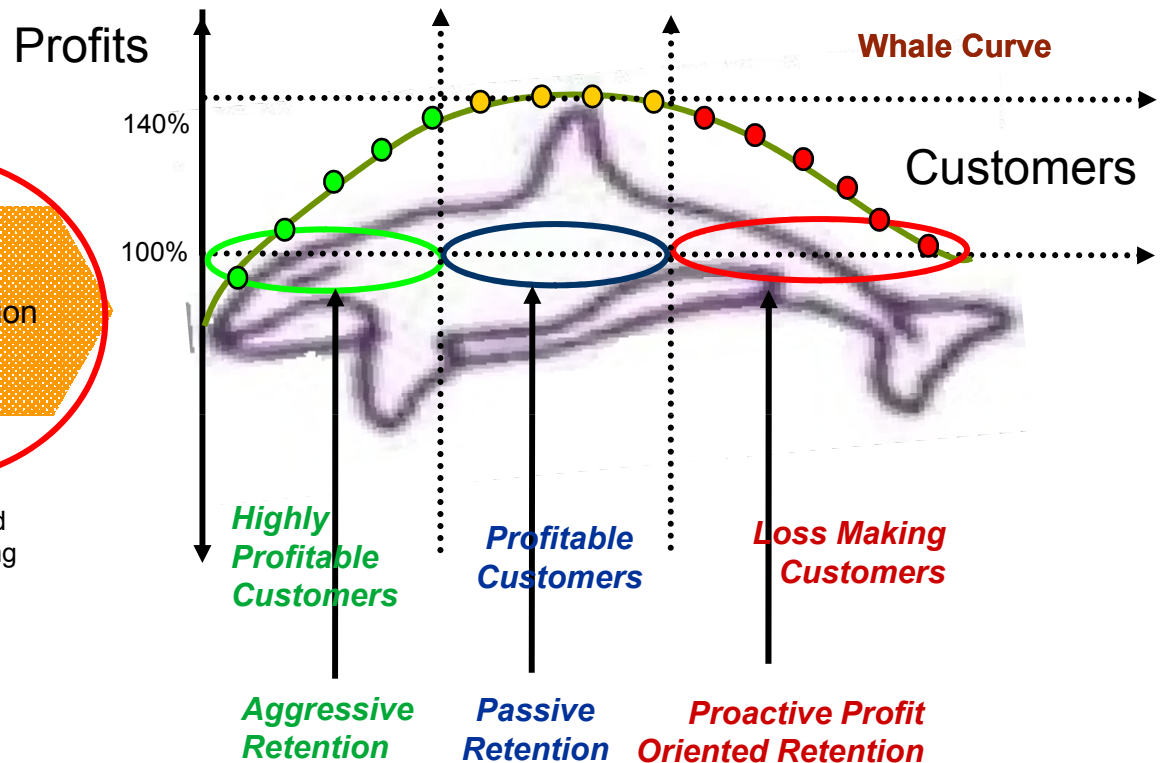 Profits
Whale Curve
140%
Customers
100%
Highly
Profitable
Customers
Profitable
Customers
Loss Making
Customers
Aggressive
Retention
Passive
Retention
Proactive Profit
Oriented Retention